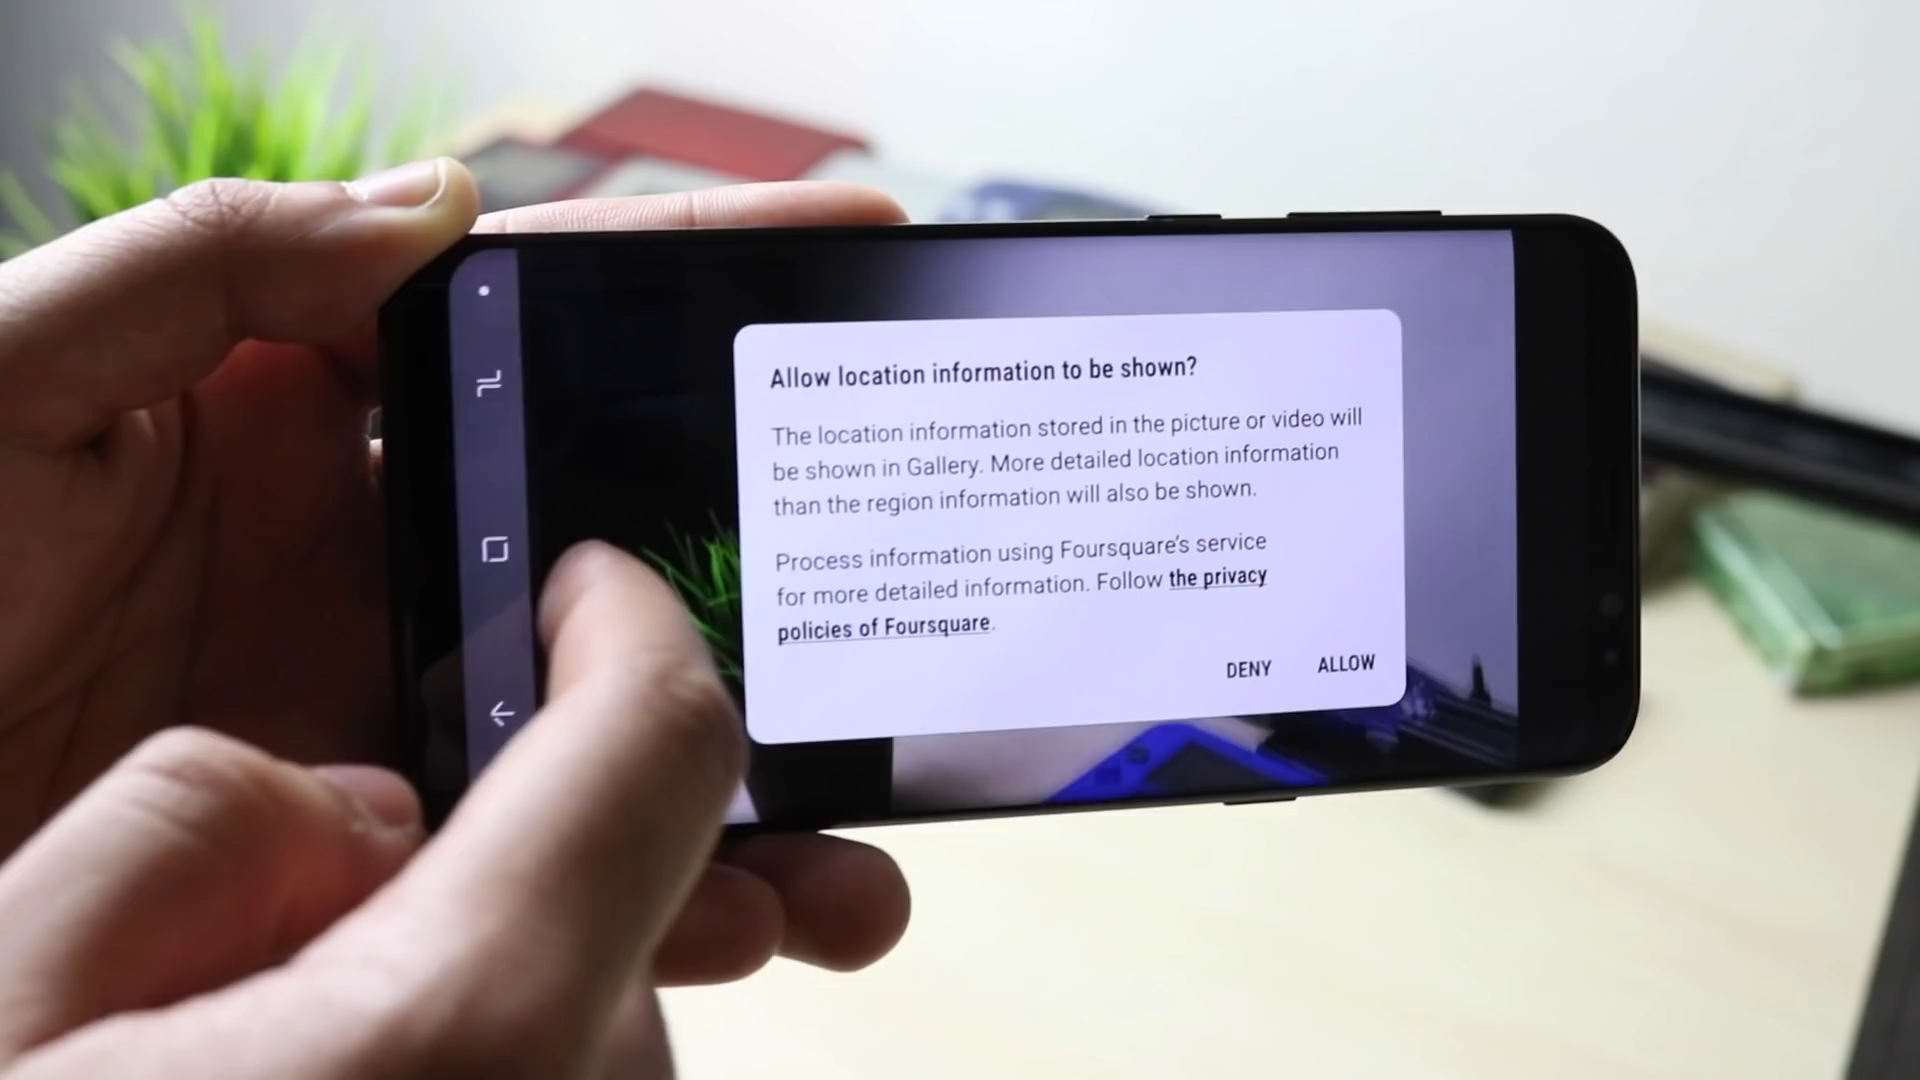 Allow location information to be shown?
The location information stored in the picture or video will
be shown in Gallery. More detailed location information
than the region information will also be shown.
Process information using Foursquare's service
for more detailed information. Follow the privacy
policies of Foursquare.
DENY ALLOW